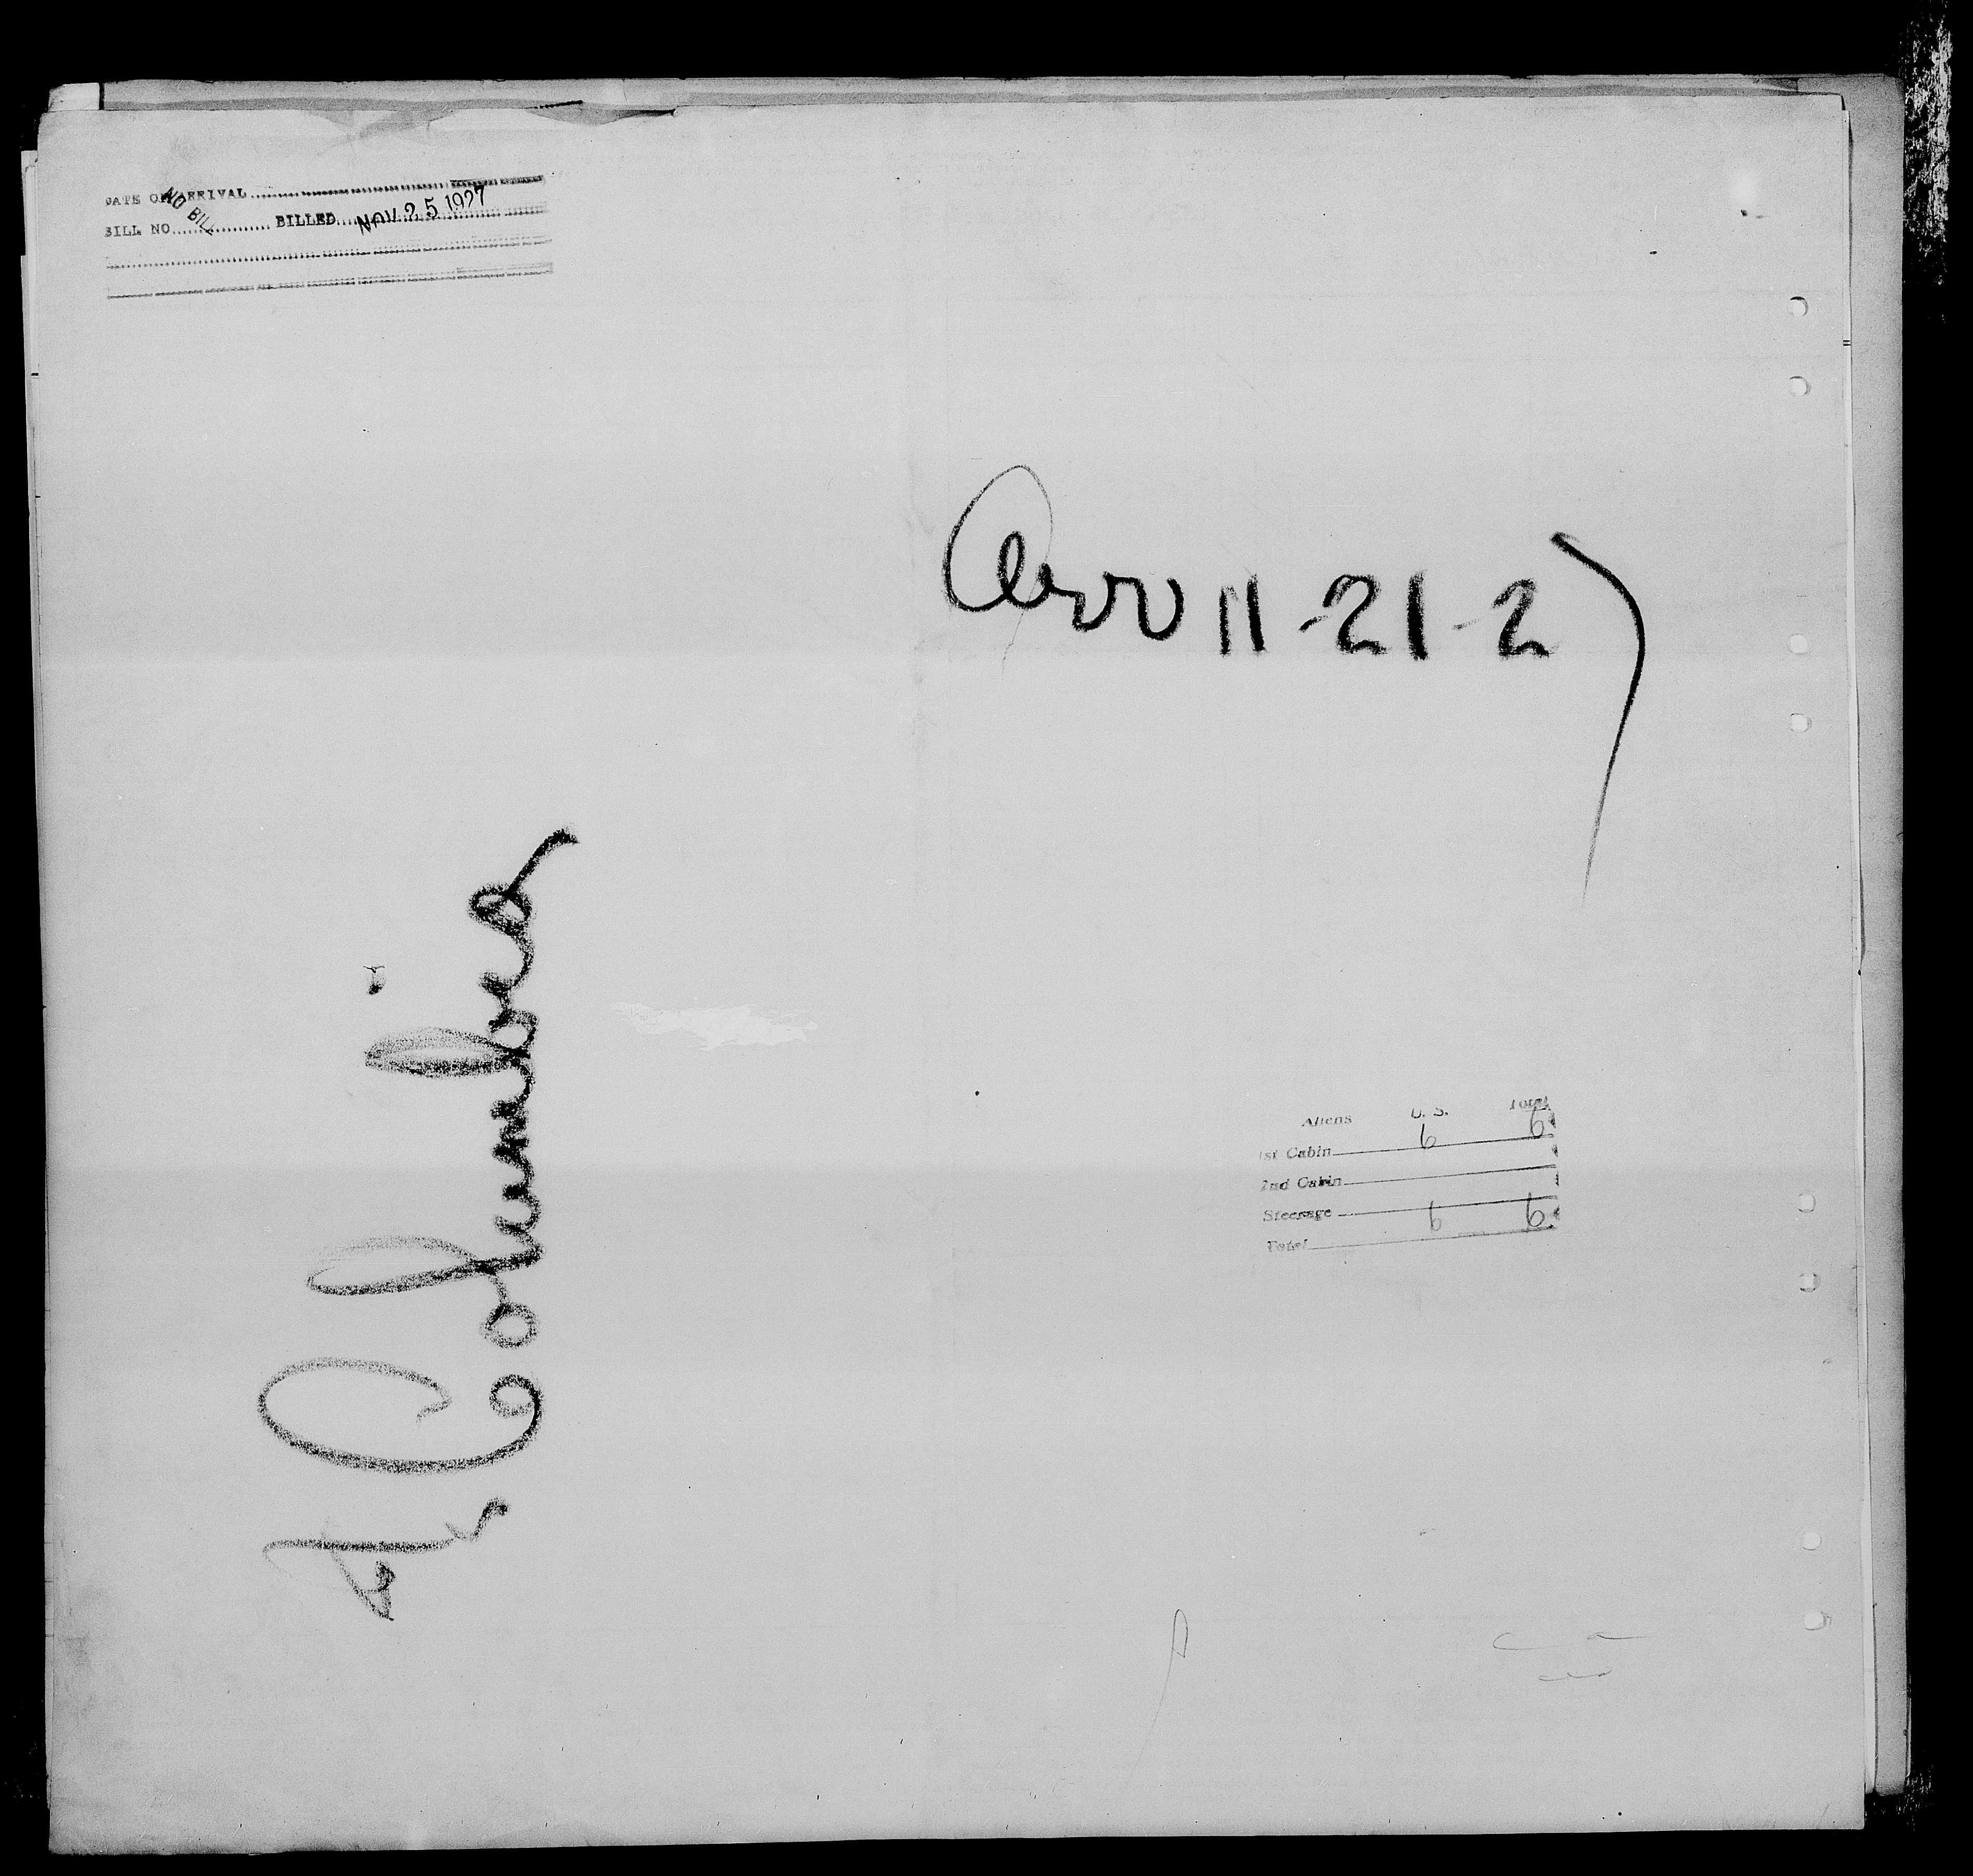 DATE OF ARRIVAL
NO BILL
BILL NO. BILLED NOV 25 1927
Arr 11-21-27
Columbia
Aliens U. S. Total
1st Cabin 6 6
2nd Cabin
Steerage 6 6
Total